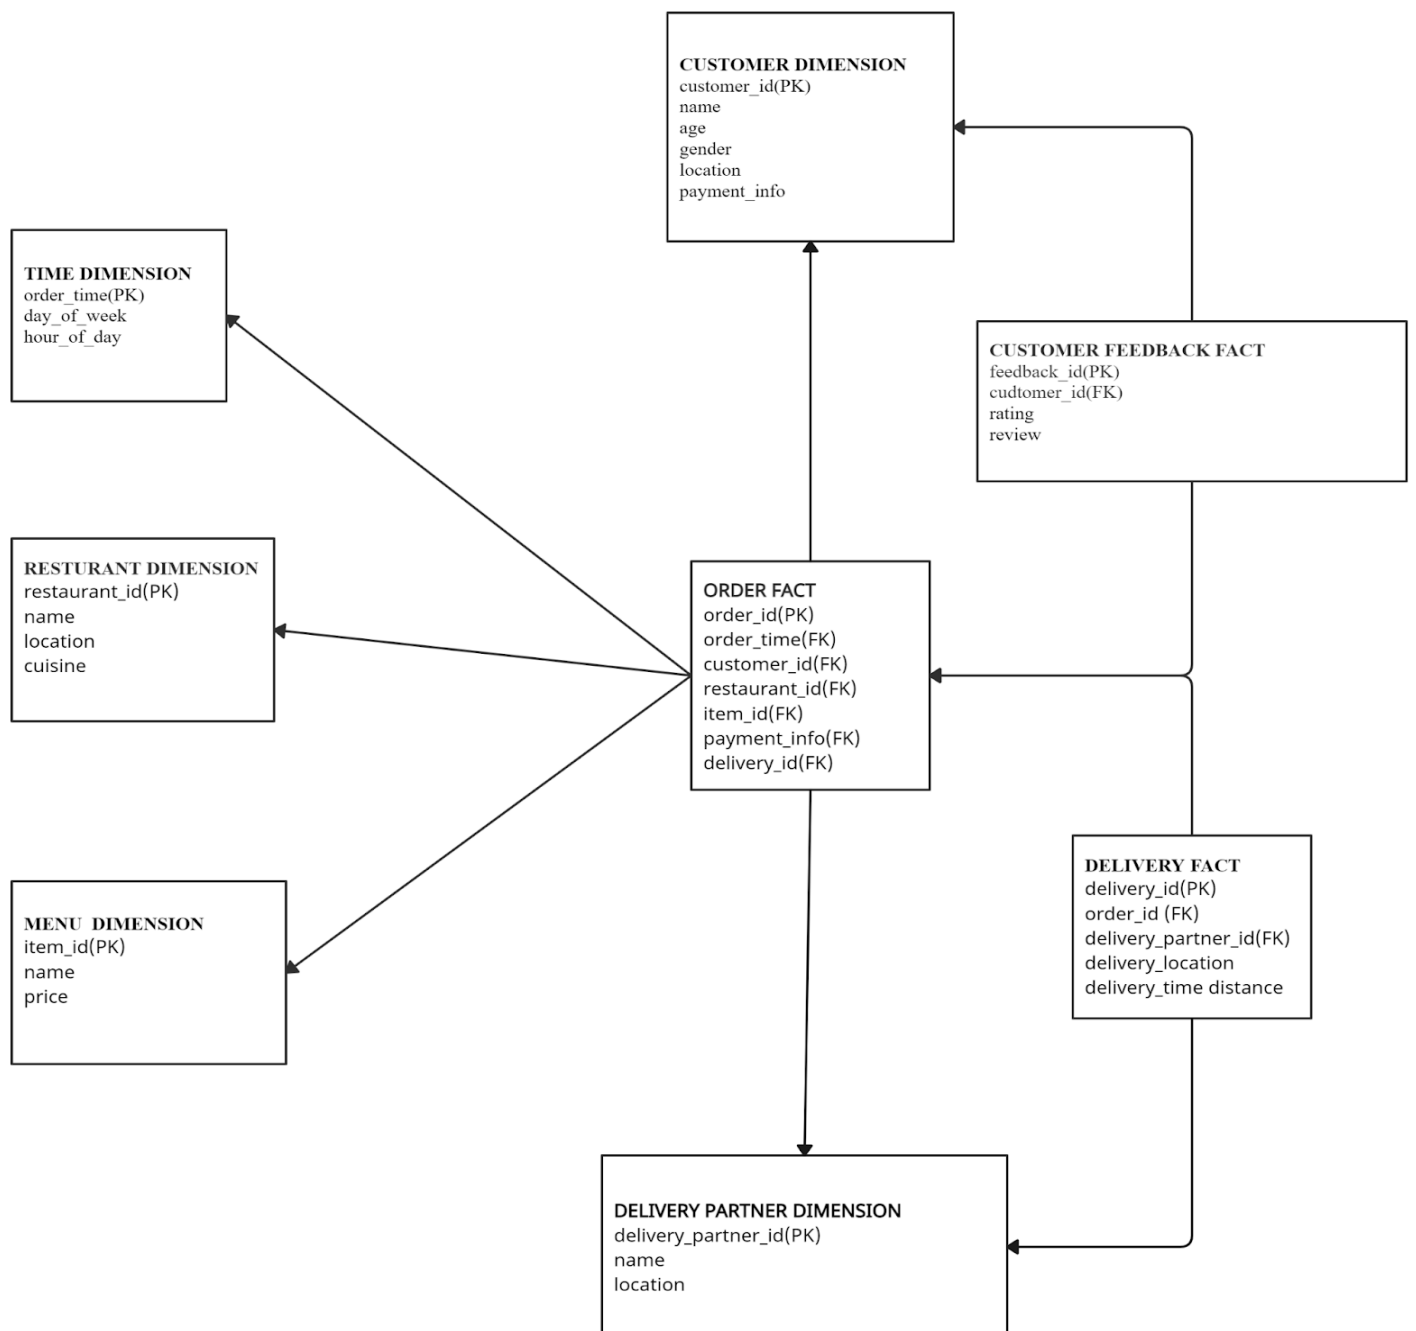 CUSTOMER DIMENSION
customer_id(PK)
name
age
gender
location
payment_info
TIME DIMENSION
order_time(PK)
day_of_week
hour_of_day
CUSTOMER FEEDBACK FACT
feedback_id(PK)
cudtomer_id(FK)
rating
review
RESTURANT DIMENSION
restaurant_id(PK)
name
location
cuisine
ORDER FACT
order_id(PK)
order_time(FK)
customer_id(FK)
restaurant_id(FK)
item_id(FK)
payment_info(FK)
delivery_id(FK)
MENU  DIMENSION
item_id(PK)
name
price
DELIVERY FACT
delivery_id(PK)
order_id (FK)
delivery_partner_id(FK)
delivery_location
delivery_time distance
DELIVERY PARTNER DIMENSION
delivery_partner_id(PK)
name
location